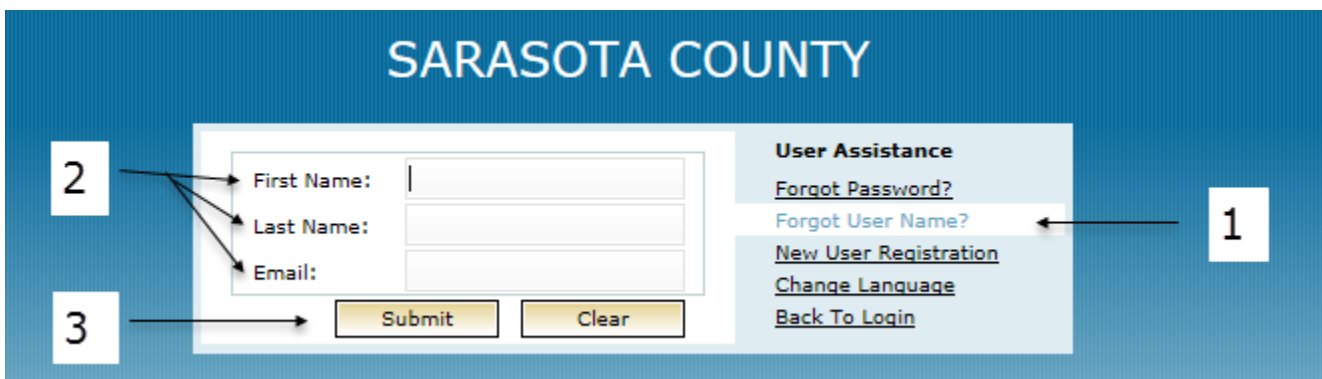 SARASOTA COUNTY
2
First Name:
Last Name:
Email:
3
Submit Clear
User Assistance
Forgot Password?
Forgot User Name?
New User Registration
Change Language
Back To Login
1